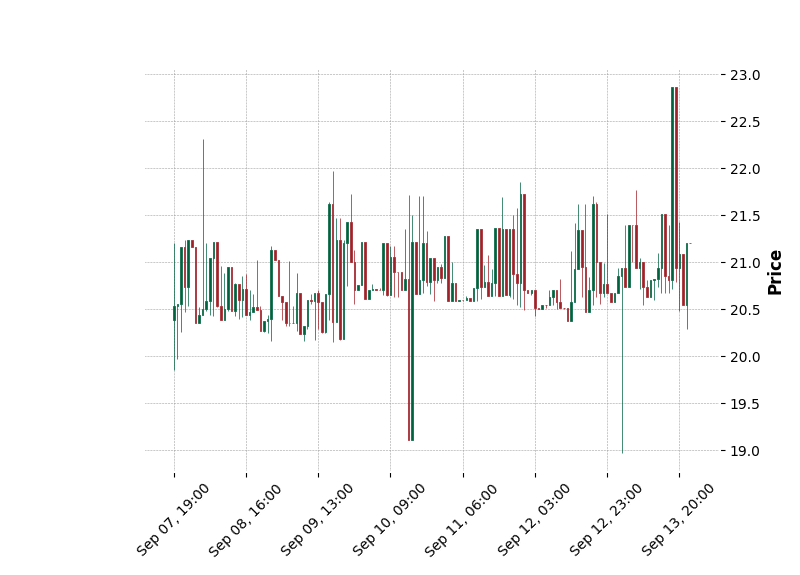 23.0
22.5
22.0
21.5
21.0
20.5
20.0
19.5
19.0
Price
Sep 07, 19:00
Sep 08, 16:00
Sep 09, 13:00
Sep 10, 09:00
Sep 11, 06:00
Sep 12, 03:00
Sep 12, 23:00
Sep 13, 20:00